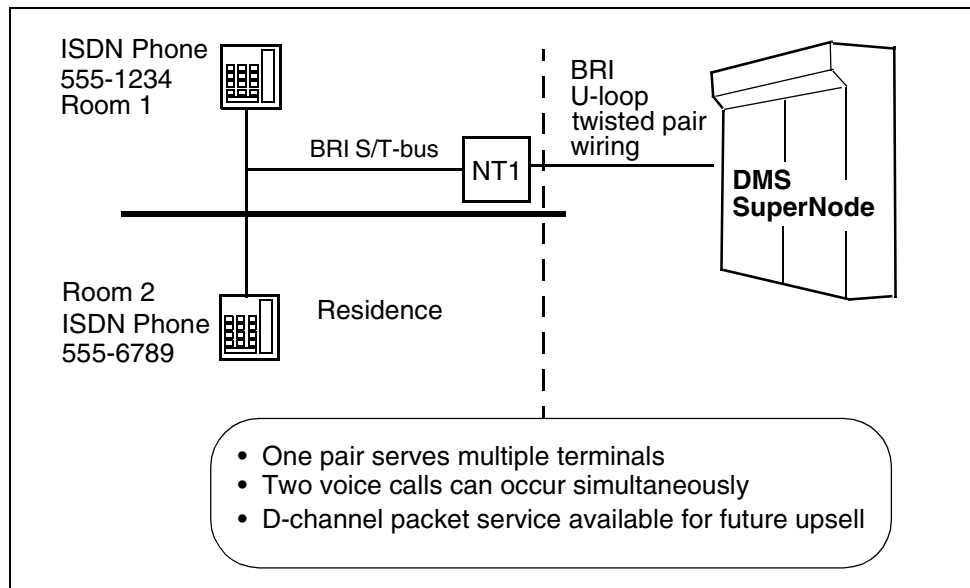 ISDN Phone
555-1234
Room 1
BRI S/T-bus
NT1
BRI
U-loop
twisted pair
wiring
DMS
SuperNode
Room 2
ISDN Phone
555-6789
Residence
• One pair serves multiple terminals
• Two voice calls can occur simultaneously
• D-channel packet service available for future upsell